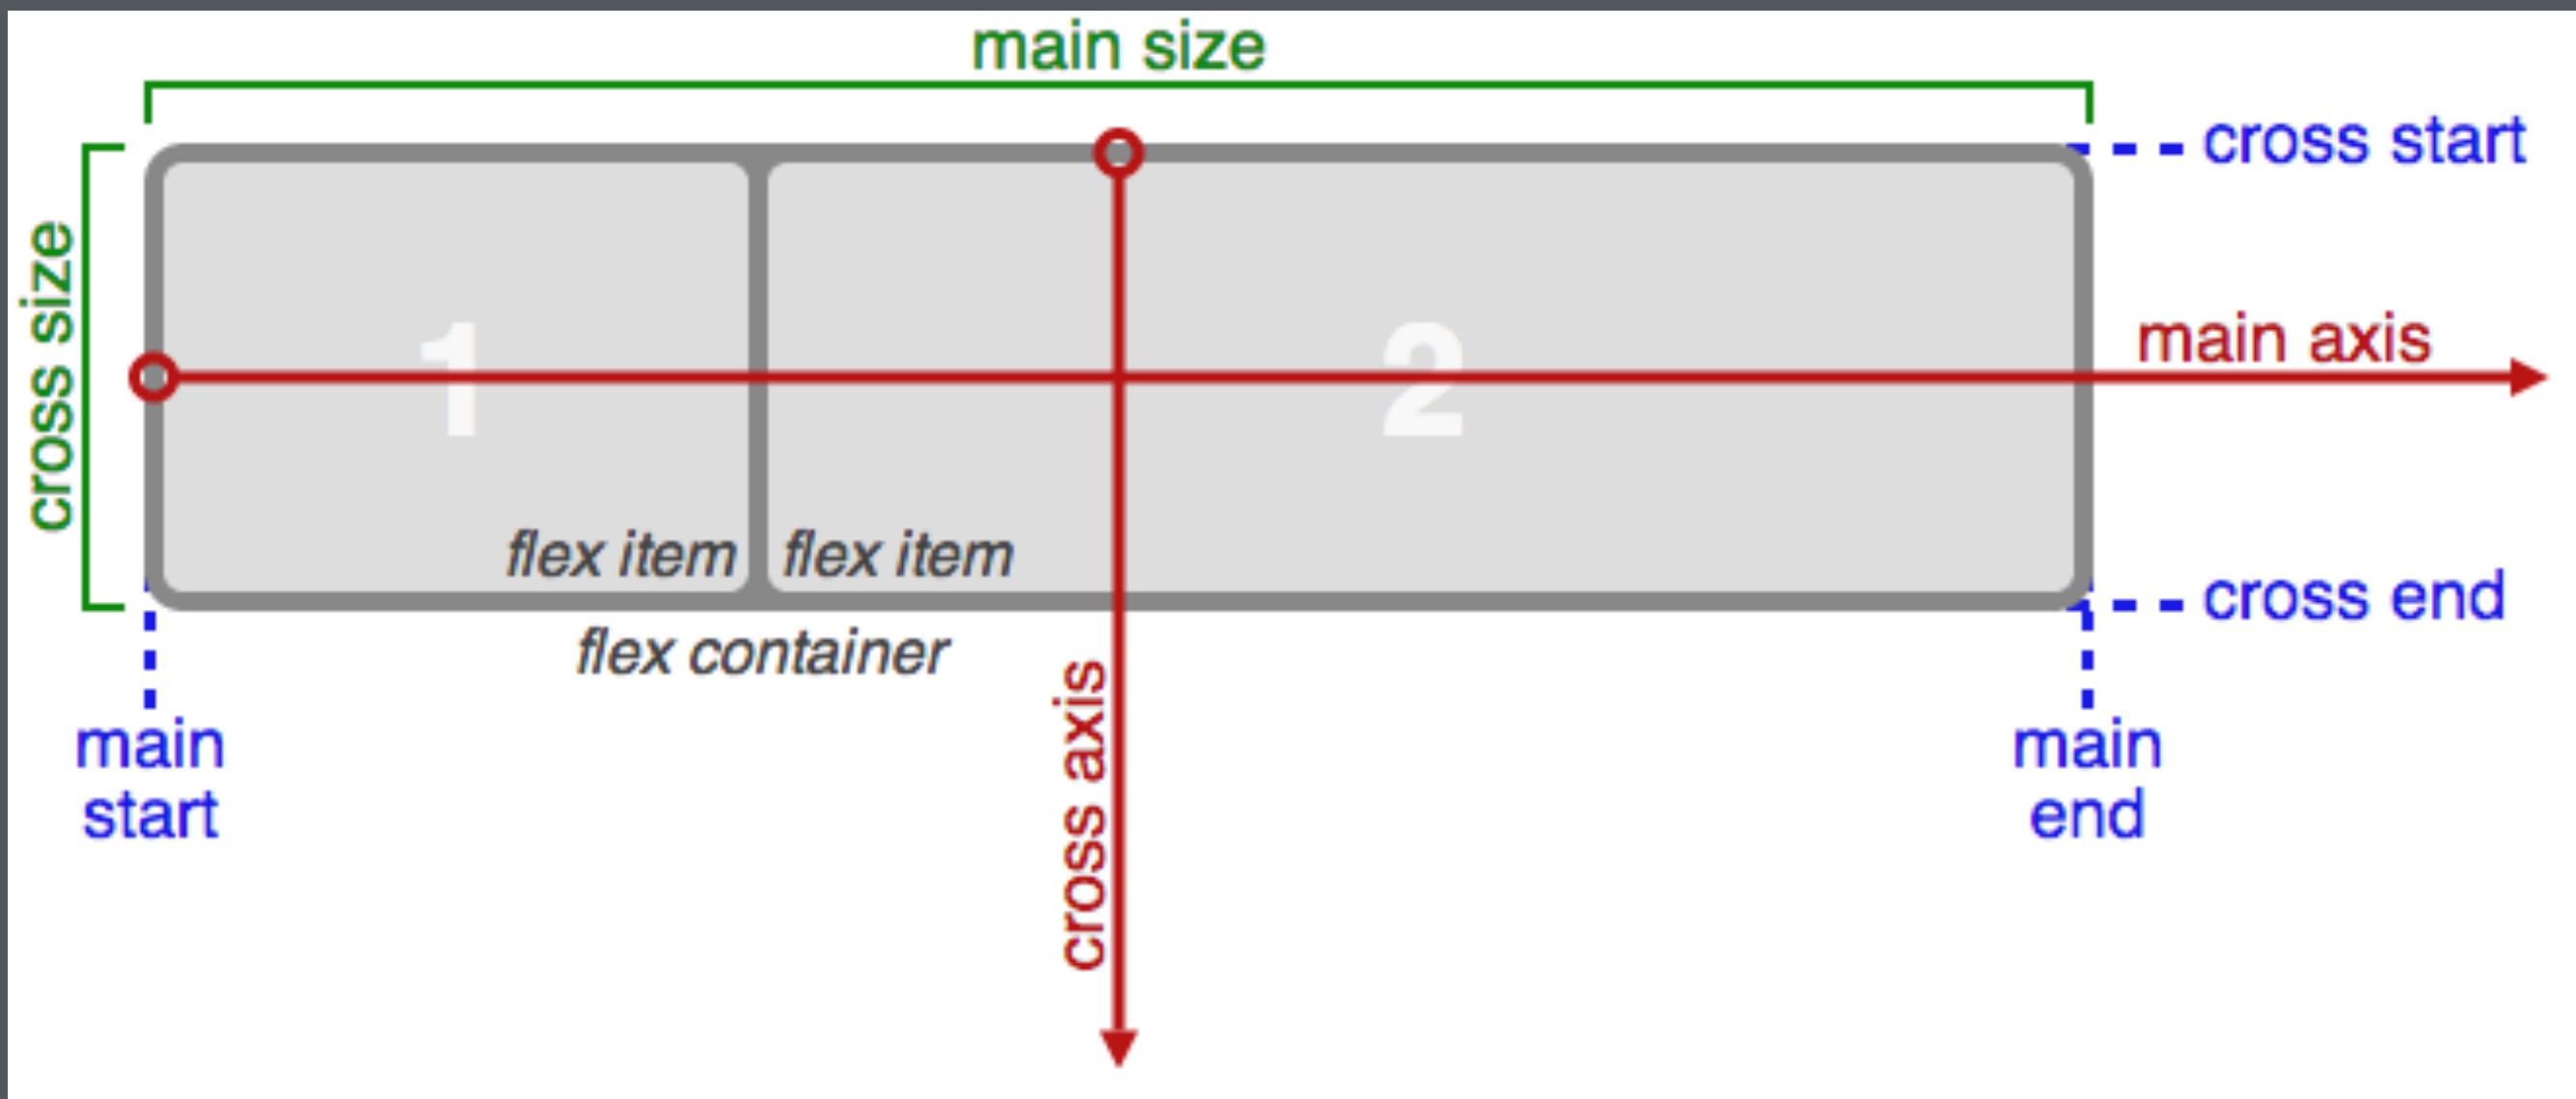 main size
cross start
cross size
1
2
main axis
flex item
flex item
cross end
flex container
cross axis
main
start
main
end